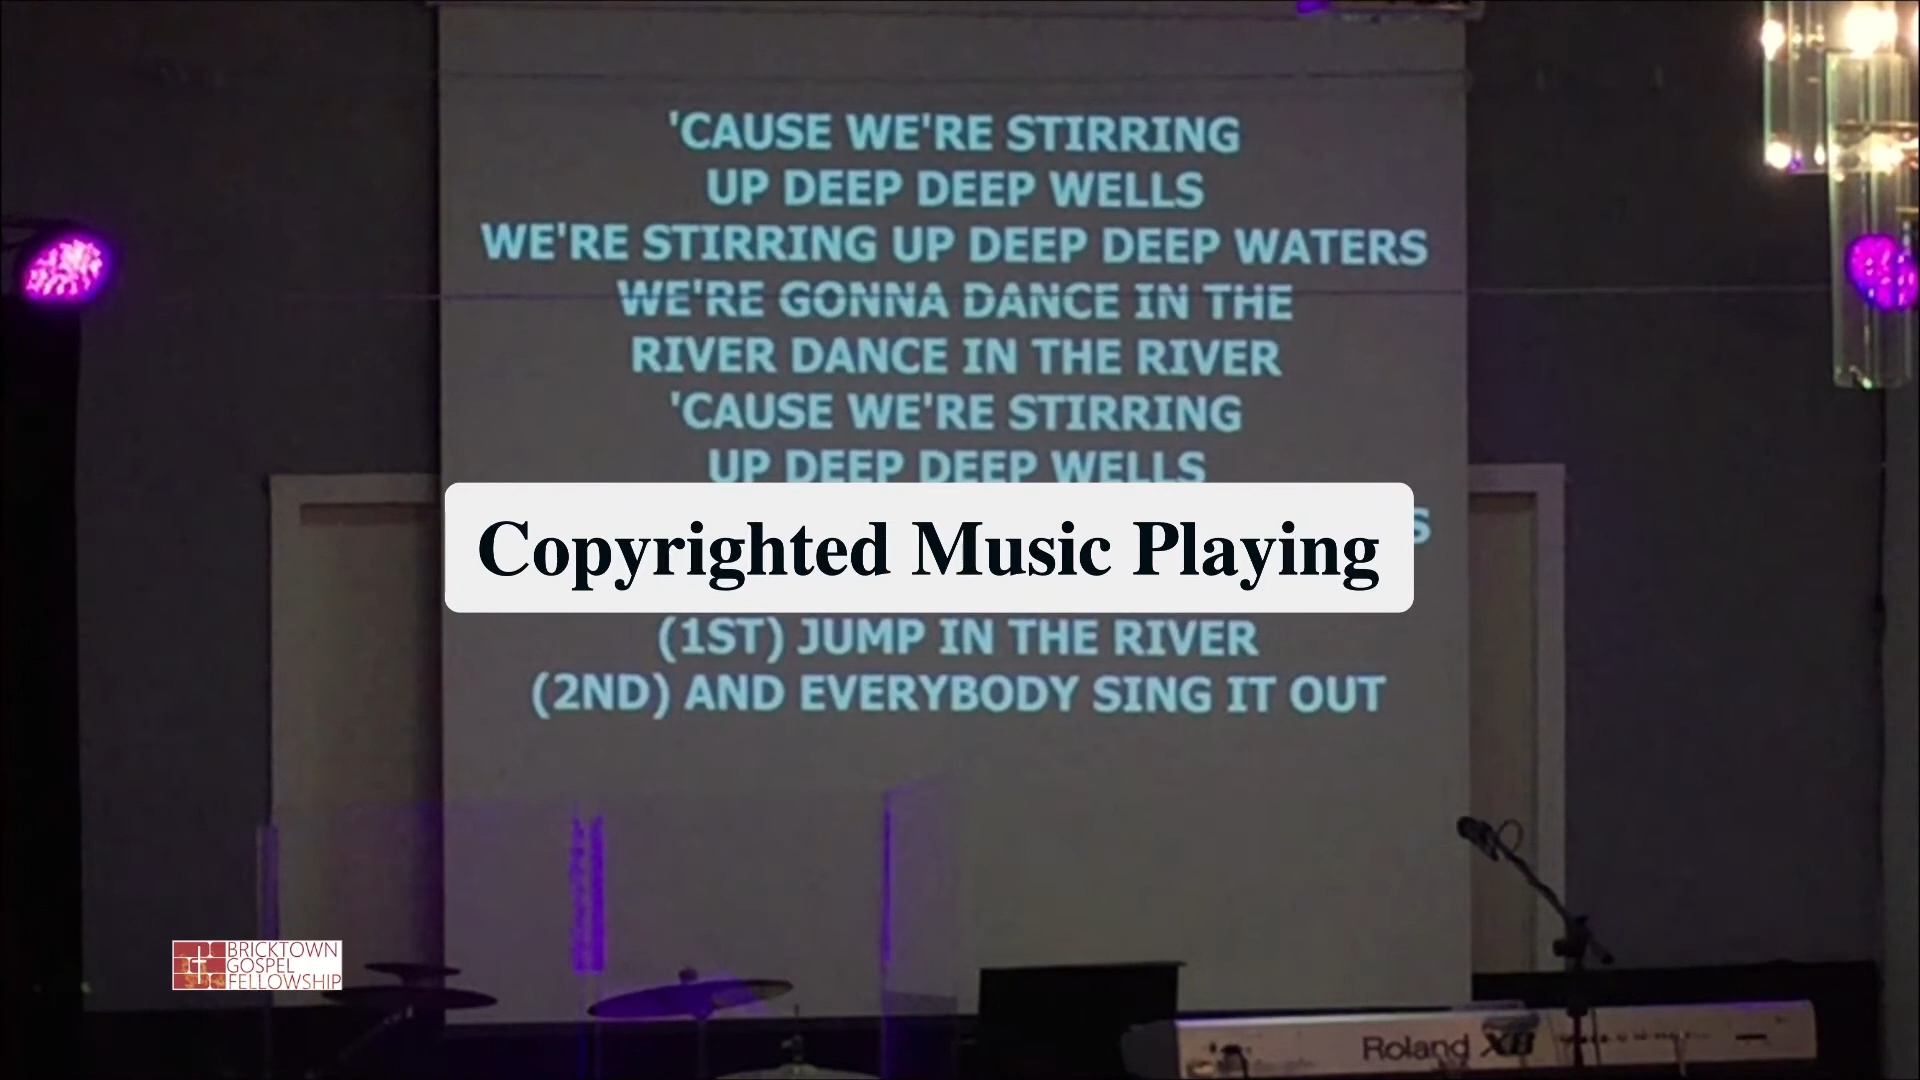 'CAUSE WE'RE STIRRING
UP DEEP DEEP WELLS
WE'RE STIRRING UP DEEP DEEP WATERS
WE'RE GONNA DANCE IN THE
RIVER DANCE IN THE RIVER
'CAUSE WE'RE STIRRING
UP DEEP DEEP WELLS
Copyrighted Music Playing
(1ST) JUMP IN THE RIVER
(2ND) AND EVERYBODY SING IT OUT
BRICKTOWN
GOSPEL
FELLOWSHIP
Roland X8